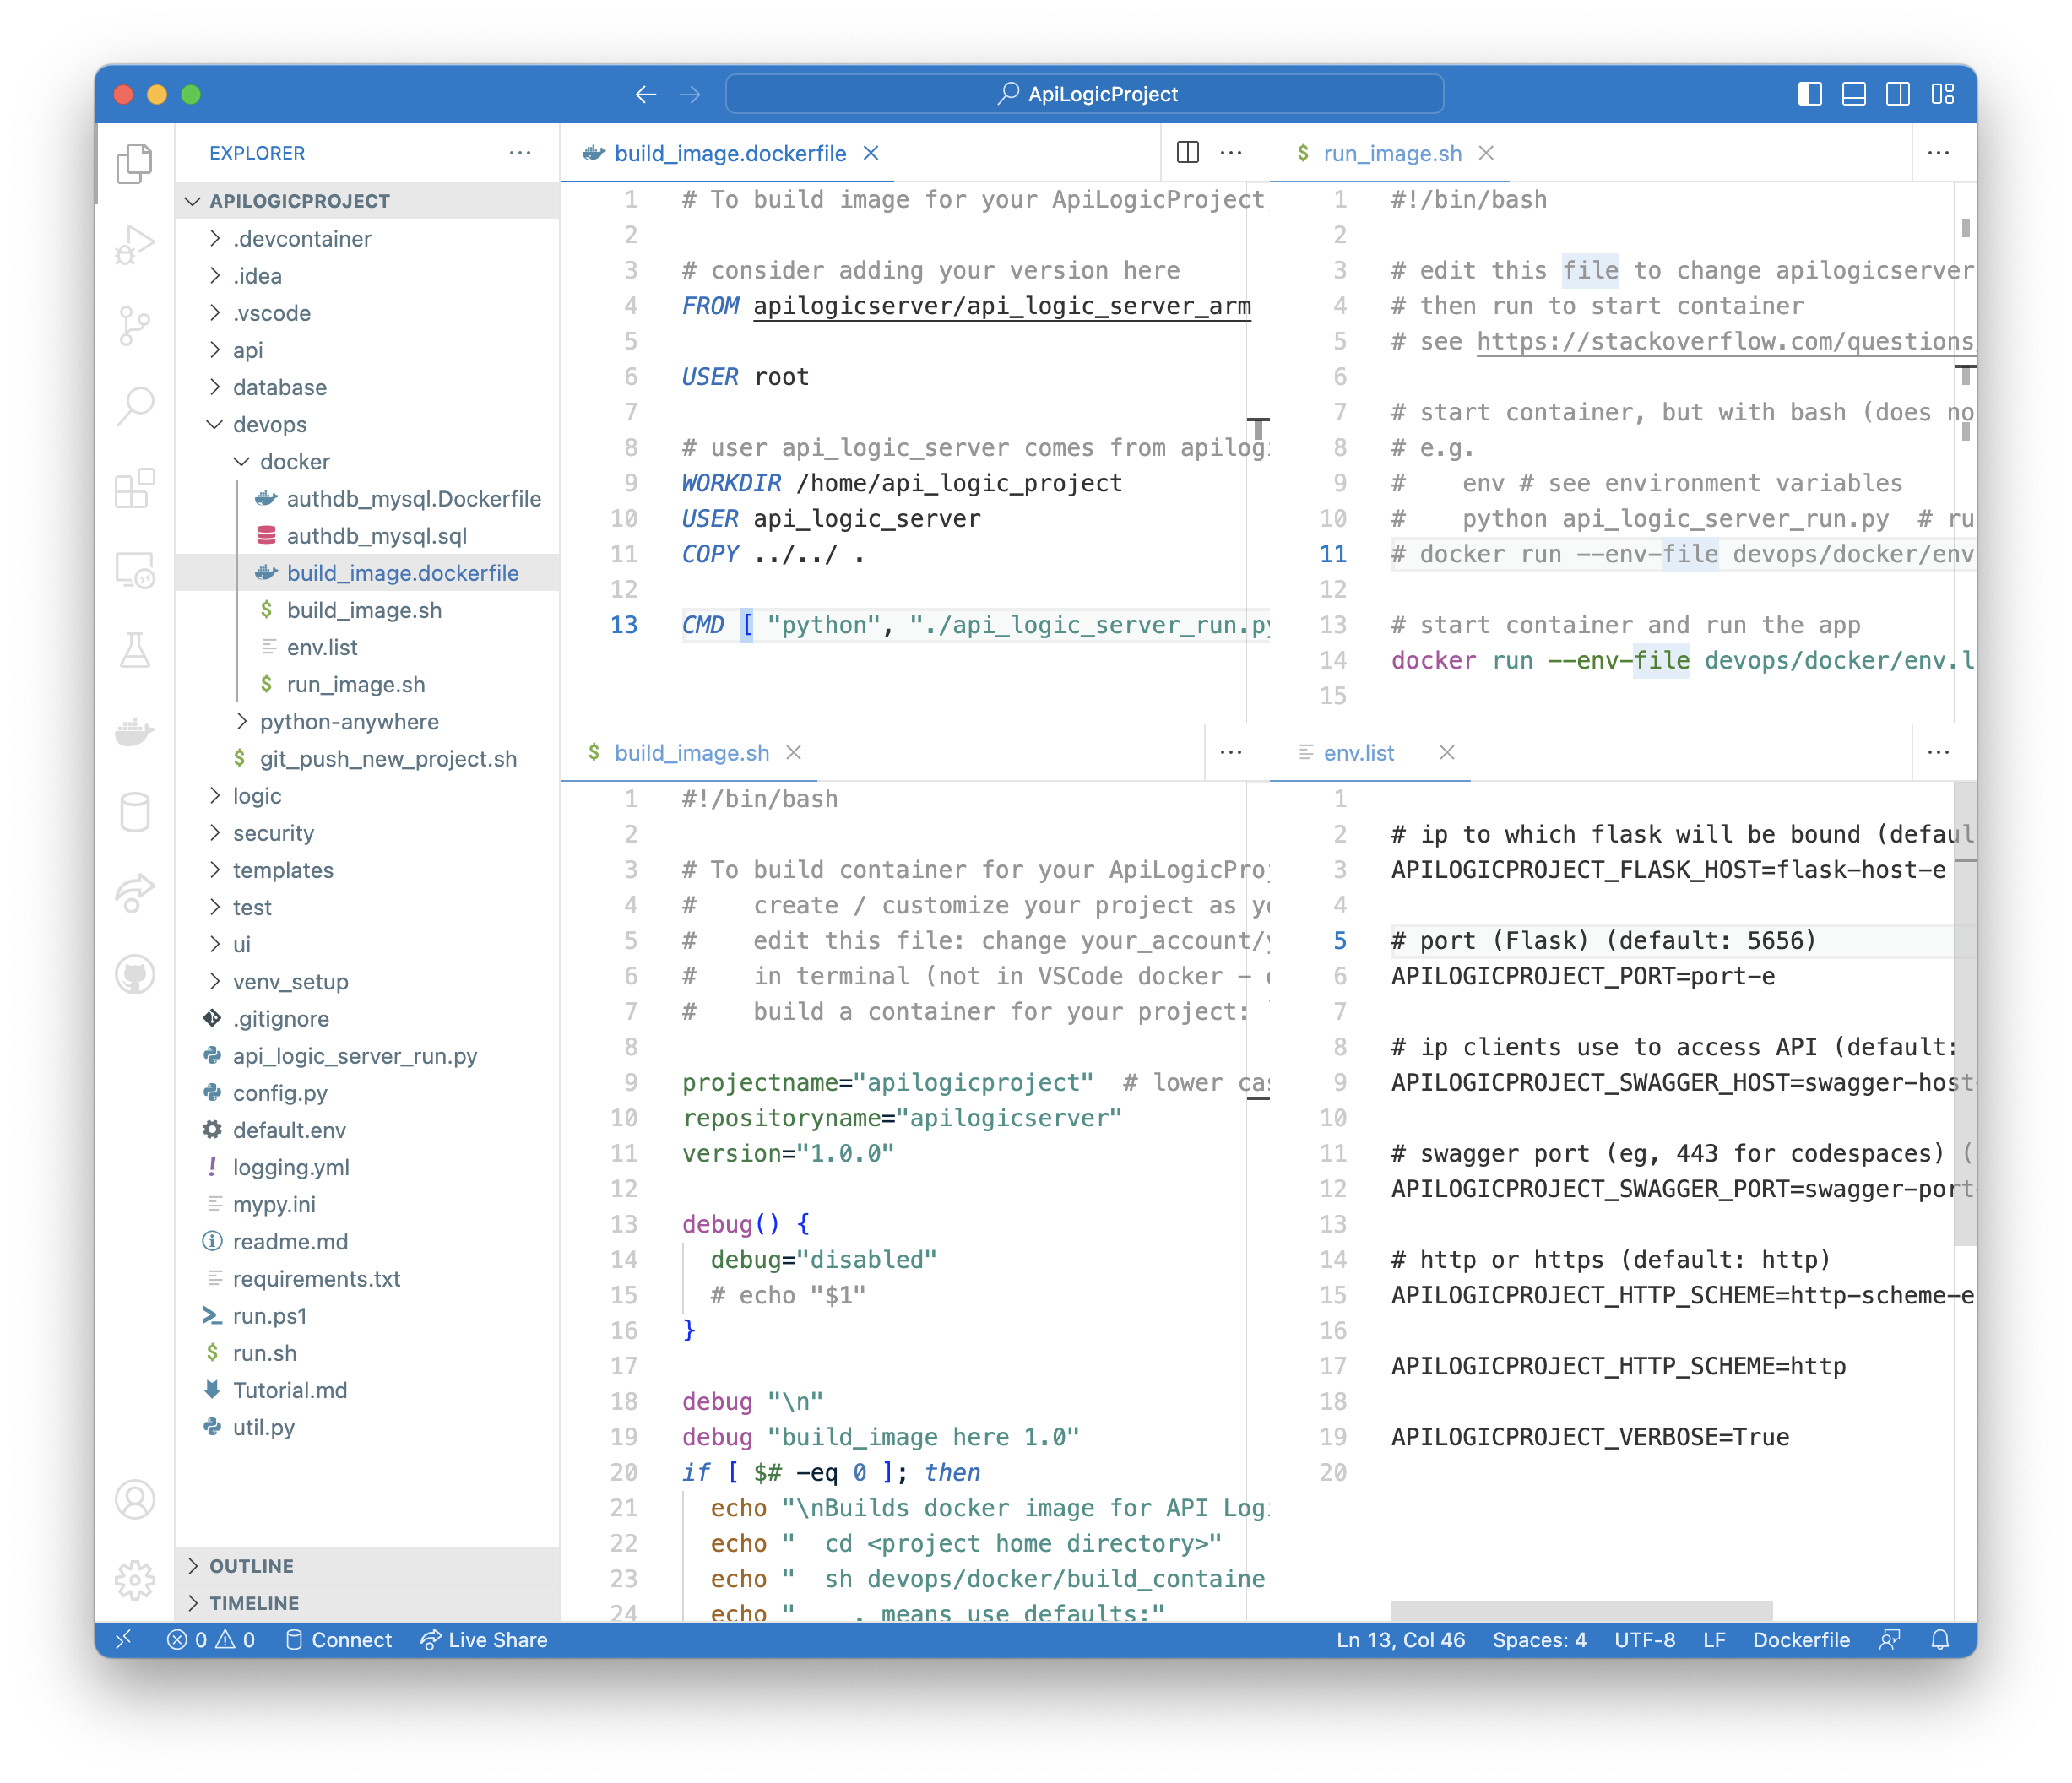 ApiLogicProject
EXPLORER
APILOGICPROJECT
.devcontainer
.idea
.vscode
api
database
devops
docker
authdb_mysql.Dockerfile
authdb_mysql.sql
build_image.dockerfile
build_image.sh
env.list
run_image.sh
python-anywhere
git_push_new_project.sh
logic
security
templates
test
ui
venv_setup
.gitignore
api_logic_server_run.py
config.py
default.env
logging.yml
mypy.ini
readme.md
requirements.txt
run.ps1
run.sh
Tutorial.md
util.py
OUTLINE
TIMELINE
build_image.dockerfile
1 # To build image for your ApiLogicProject
2
3 # consider adding your version here
4 FROM apilogicserver/api_logic_server_arm
5
6 USER root
7
8 # user api_logic_server comes from apilogi
9 WORKDIR /home/api_logic_project
10 USER api_logic_server
11 COPY ../../ .
12
13 CMD [ "python", "./api_logic_server_run.py
run_image.sh
1 #!/bin/bash
2
3 # edit this file to change apilogicserver
4 # then run to start container
5 # see https://stackoverflow.com/questions/
6
7 # start container, but with bash (does no
8 # e.g.
9 #    env # see environment variables
10 #    python api_logic_server_run.py  # ru
11 # docker run --env-file devops/docker/env
12
13 # start container and run the app
14 docker run --env-file devops/docker/env.l
15
build_image.sh
1 #!/bin/bash
2
3 # To build container for your ApiLogicProj
4 #    create / customize your project as yo
5 #    edit this file: change your_account/y
6 #    in terminal (not in VSCode docker -
7 #    build a container for your project:
8
9 projectname="apilogicproject"  # lower cas
10 repositoryname="apilogicserver"
11 version="1.0.0"
12
13 debug() {
14   debug="disabled"
15   # echo "$1"
16 }
17
18 debug "\n"
19 debug "build_image here 1.0"
20 if [ $# -eq 0 ]; then
21   echo "\nBuilds docker image for API Logi
22   echo "  cd <project home directory>"
23   echo "  sh devops/docker/build_containe
24   echo "    . means use defaults:"
env.list
1
2 # ip to which flask will be bound (defaul
3 APILOGICPROJECT_FLASK_HOST=flask-host-e
4
5 # port (Flask) (default: 5656)
6 APILOGICPROJECT_PORT=port-e
7
8 # ip clients use to access API (default:
9 APILOGICPROJECT_SWAGGER_HOST=swagger-host-
10
11 # swagger port (eg, 443 for codespaces) (
12 APILOGICPROJECT_SWAGGER_PORT=swagger-port-
13
14 # http or https (default: http)
15 APILOGICPROJECT_HTTP_SCHEME=http-scheme-e
16
17 APILOGICPROJECT_HTTP_SCHEME=http
18
19 APILOGICPROJECT_VERBOSE=True
20
0 0 Connect Live Share Ln 13, Col 46 Spaces: 4 UTF-8 LF Dockerfile